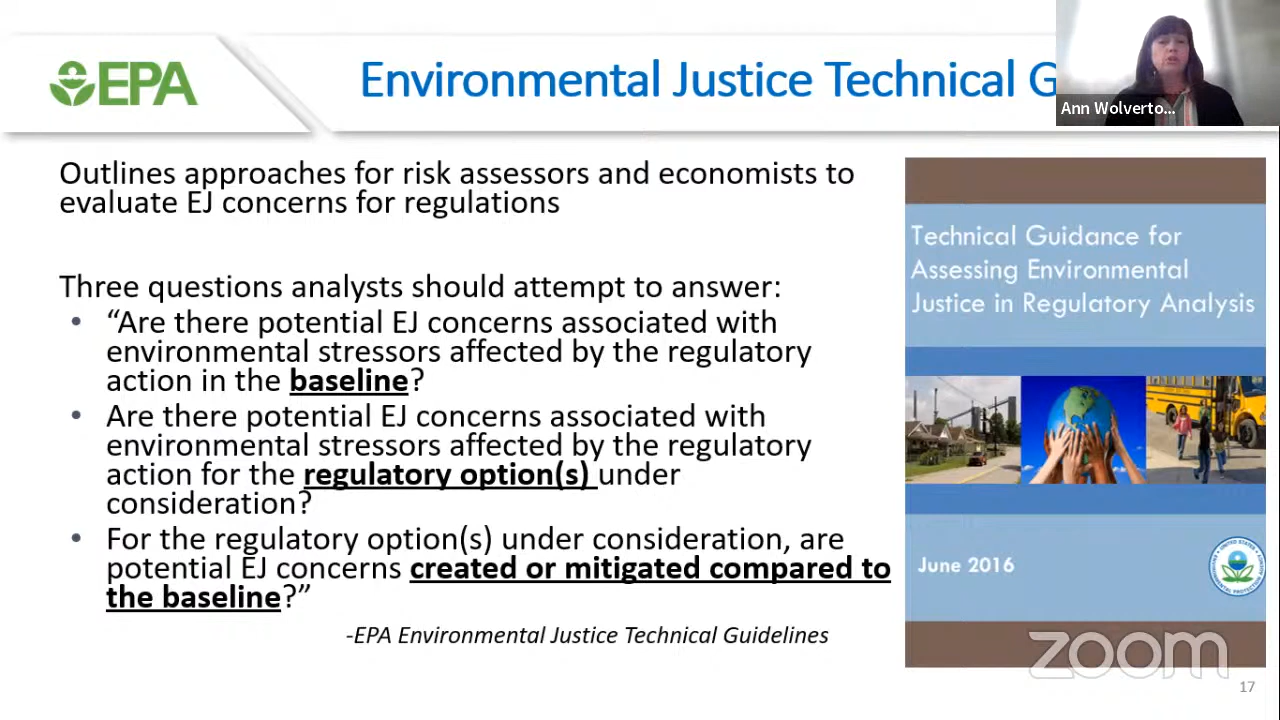 EPA
Environmental Justice Technical G
Ann Wolverto...
Outlines approaches for risk assessors and economists to
evaluate EJ concerns for regulations
Three questions analysts should attempt to answer:
• “Are there potential EJ concerns associated with
environmental stressors affected by the regulatory
action in the baseline?
• Are there potential EJ concerns associated with
environmental stressors affected by the regulatory
action for the regulatory option(s) under
consideration?
• For the regulatory option(s) under consideration, are
potential EJ concerns created or mitigated compared to
the baseline?”
-EPA Environmental Justice Technical Guidelines
Technical Guidance for
Assessing Environmental
Justice in Regulatory Analysis
June 2016
zoom
17